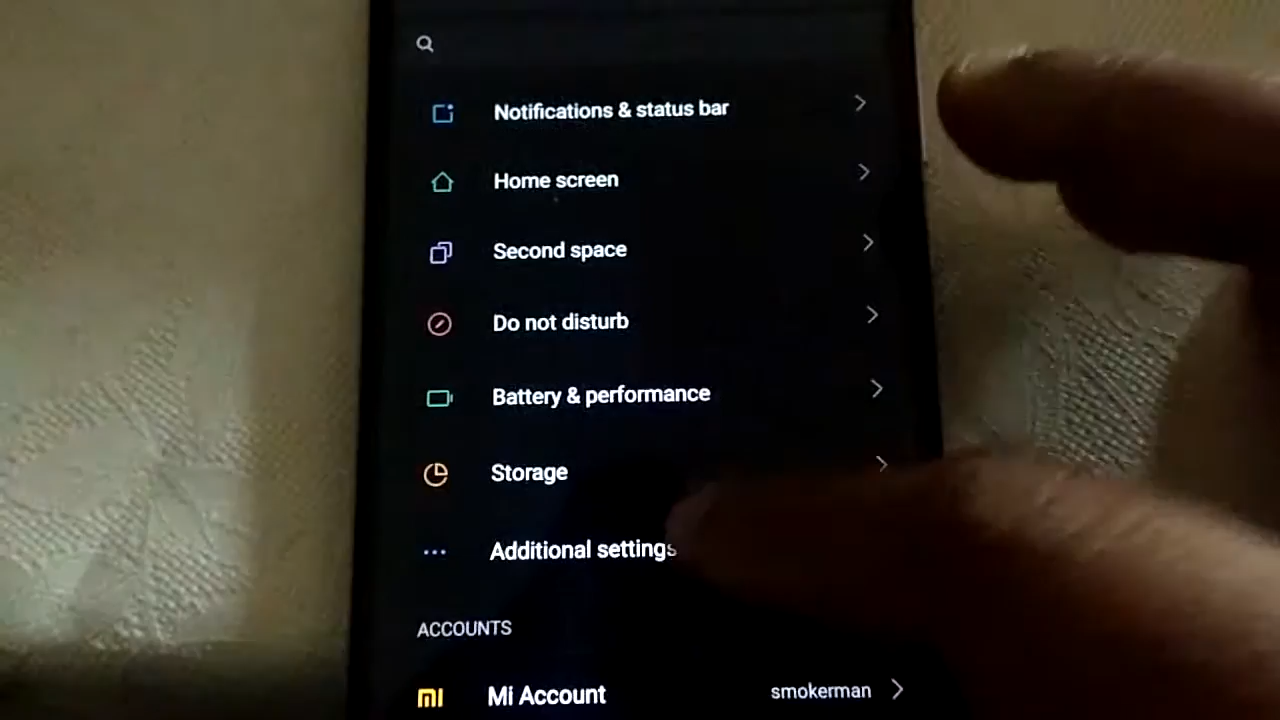 Notifications & status bar
Home screen
Second space
Do not disturb
Battery & performance
Storage
Additional settings
ACCOUNTS
MI Mi Account smokerman